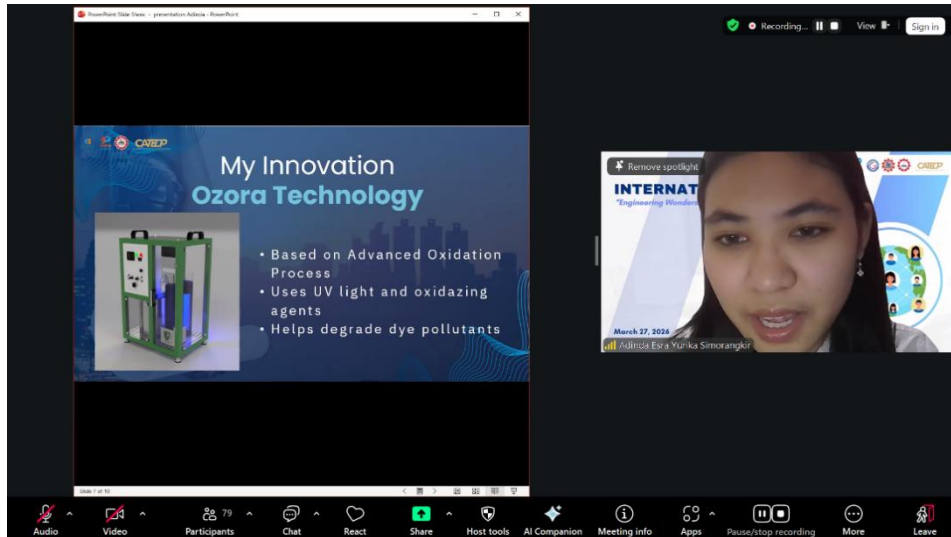 PowerPoint Slide Show - presentation Adinda - PowerPoint
Recording...
View
Sign in
CATECP
My Innovation
Ozora Technology
• Based on Advanced Oxidation
Process
• Uses UV light and oxidazing
agents
• Helps degrade dye pollutants
Remove spotlight
CATECP
INTERNAT
"Engineering Wonders
March 27, 2026
Adinda Esra Yurika Simorangkir
Slide 7 of 10
Audio
Video
79
Participants
Chat
React
Share
Host tools
AI Companion
Meeting info
Apps
Pause/stop recording
More
Leave